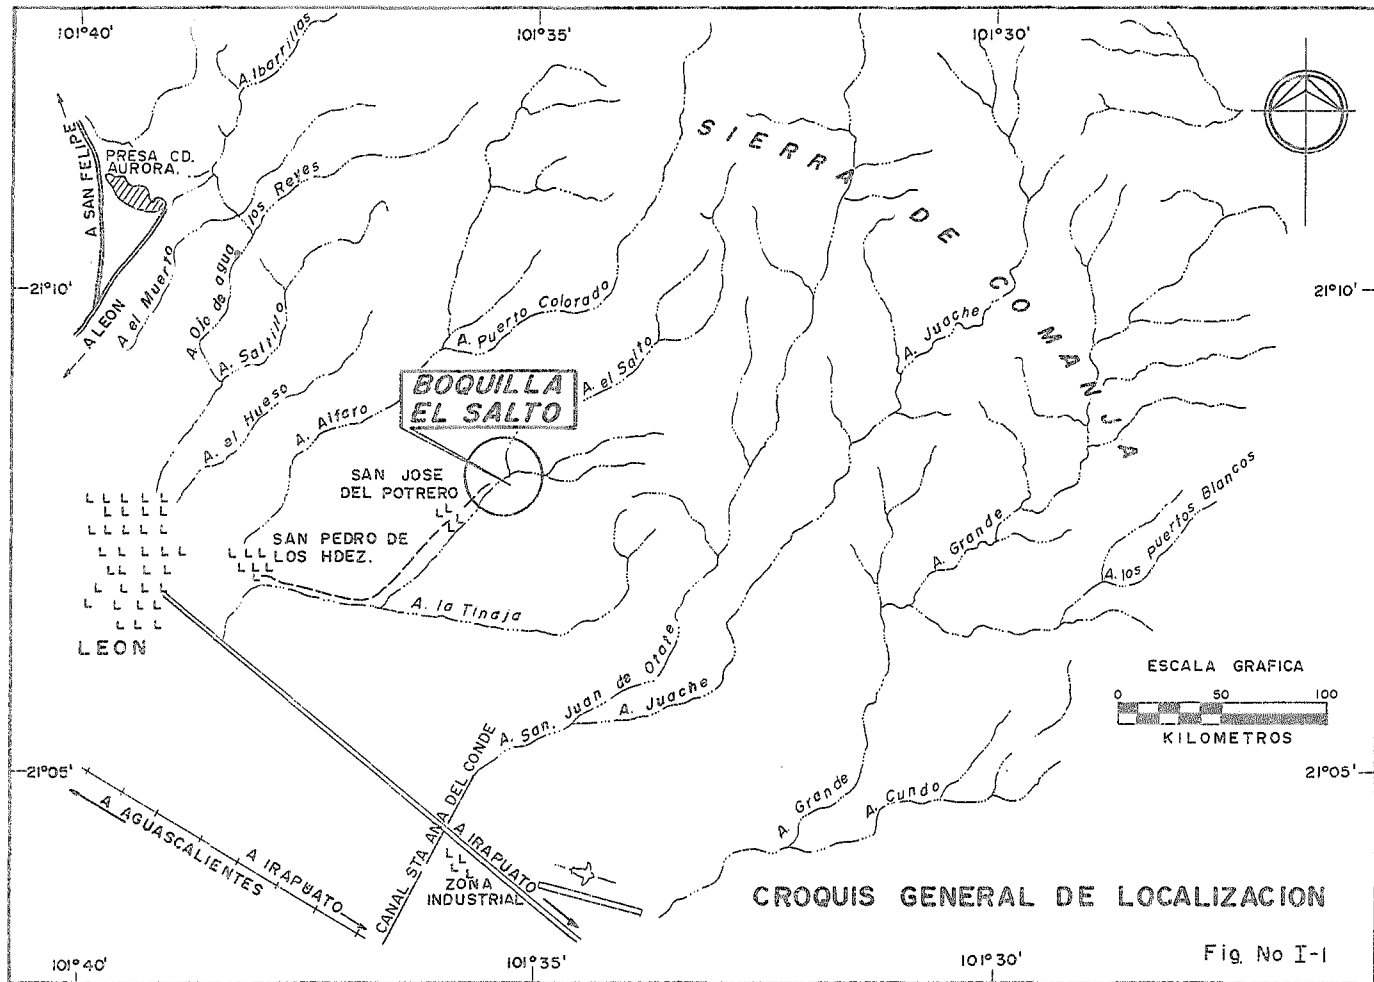 101°40'
101°35'
101°30'
A. Ibarrillas
A SAN FELIPE
PRESA CD.
AURORA.
los Reyes
SIERRA DE COMANJA
21°10'
21°10'
A LEON
A el Muerto
A Ojo de agua
A. Saltillo
A. Puerto Colorado
A. Juache
A. el Salto
BOQUILLA
EL SALTO
A. el Hueso
A. Alfaro
SAN JOSE
DEL POTRERO
SAN PEDRO DE
LOS HDEZ.
A. Grande
A. los Puertos Blancos
A. la Tinaja
LEON
A. San Juan de Otate
A. Juache
ESCALA GRAFICA
0 50 100
KILOMETROS
21°05'
21°05'
CANAL STA. ANA DEL CONDE
A. Grande
A. Cundo
A AGUASCALIENTES
A IRAPUATO
A IRAPUATO
ZONA
INDUSTRIAL
CROQUIS GENERAL DE LOCALIZACION
Fig. No I-1
101°40'
101°35'
101°30'